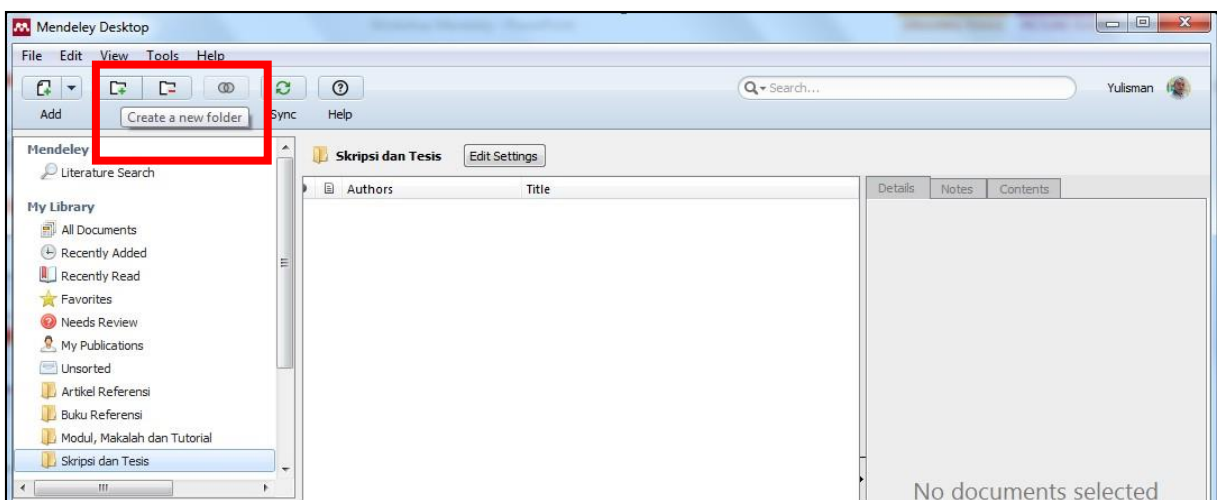 Mendeley Desktop
File Edit View Tools Help
Search...
Yulisman
Add
Create a new folder
Sync
Help
Mendeley
Literature Search
My Library
All Documents
Recently Added
Recently Read
Favorites
Needs Review
My Publications
Unsorted
Artikel Referensi
Buku Referensi
Modul, Makalah dan Tutorial
Skripsi dan Tesis
Skripsi dan Tesis Edit Settings
Authors Title
Details Notes Contents
No documents selected